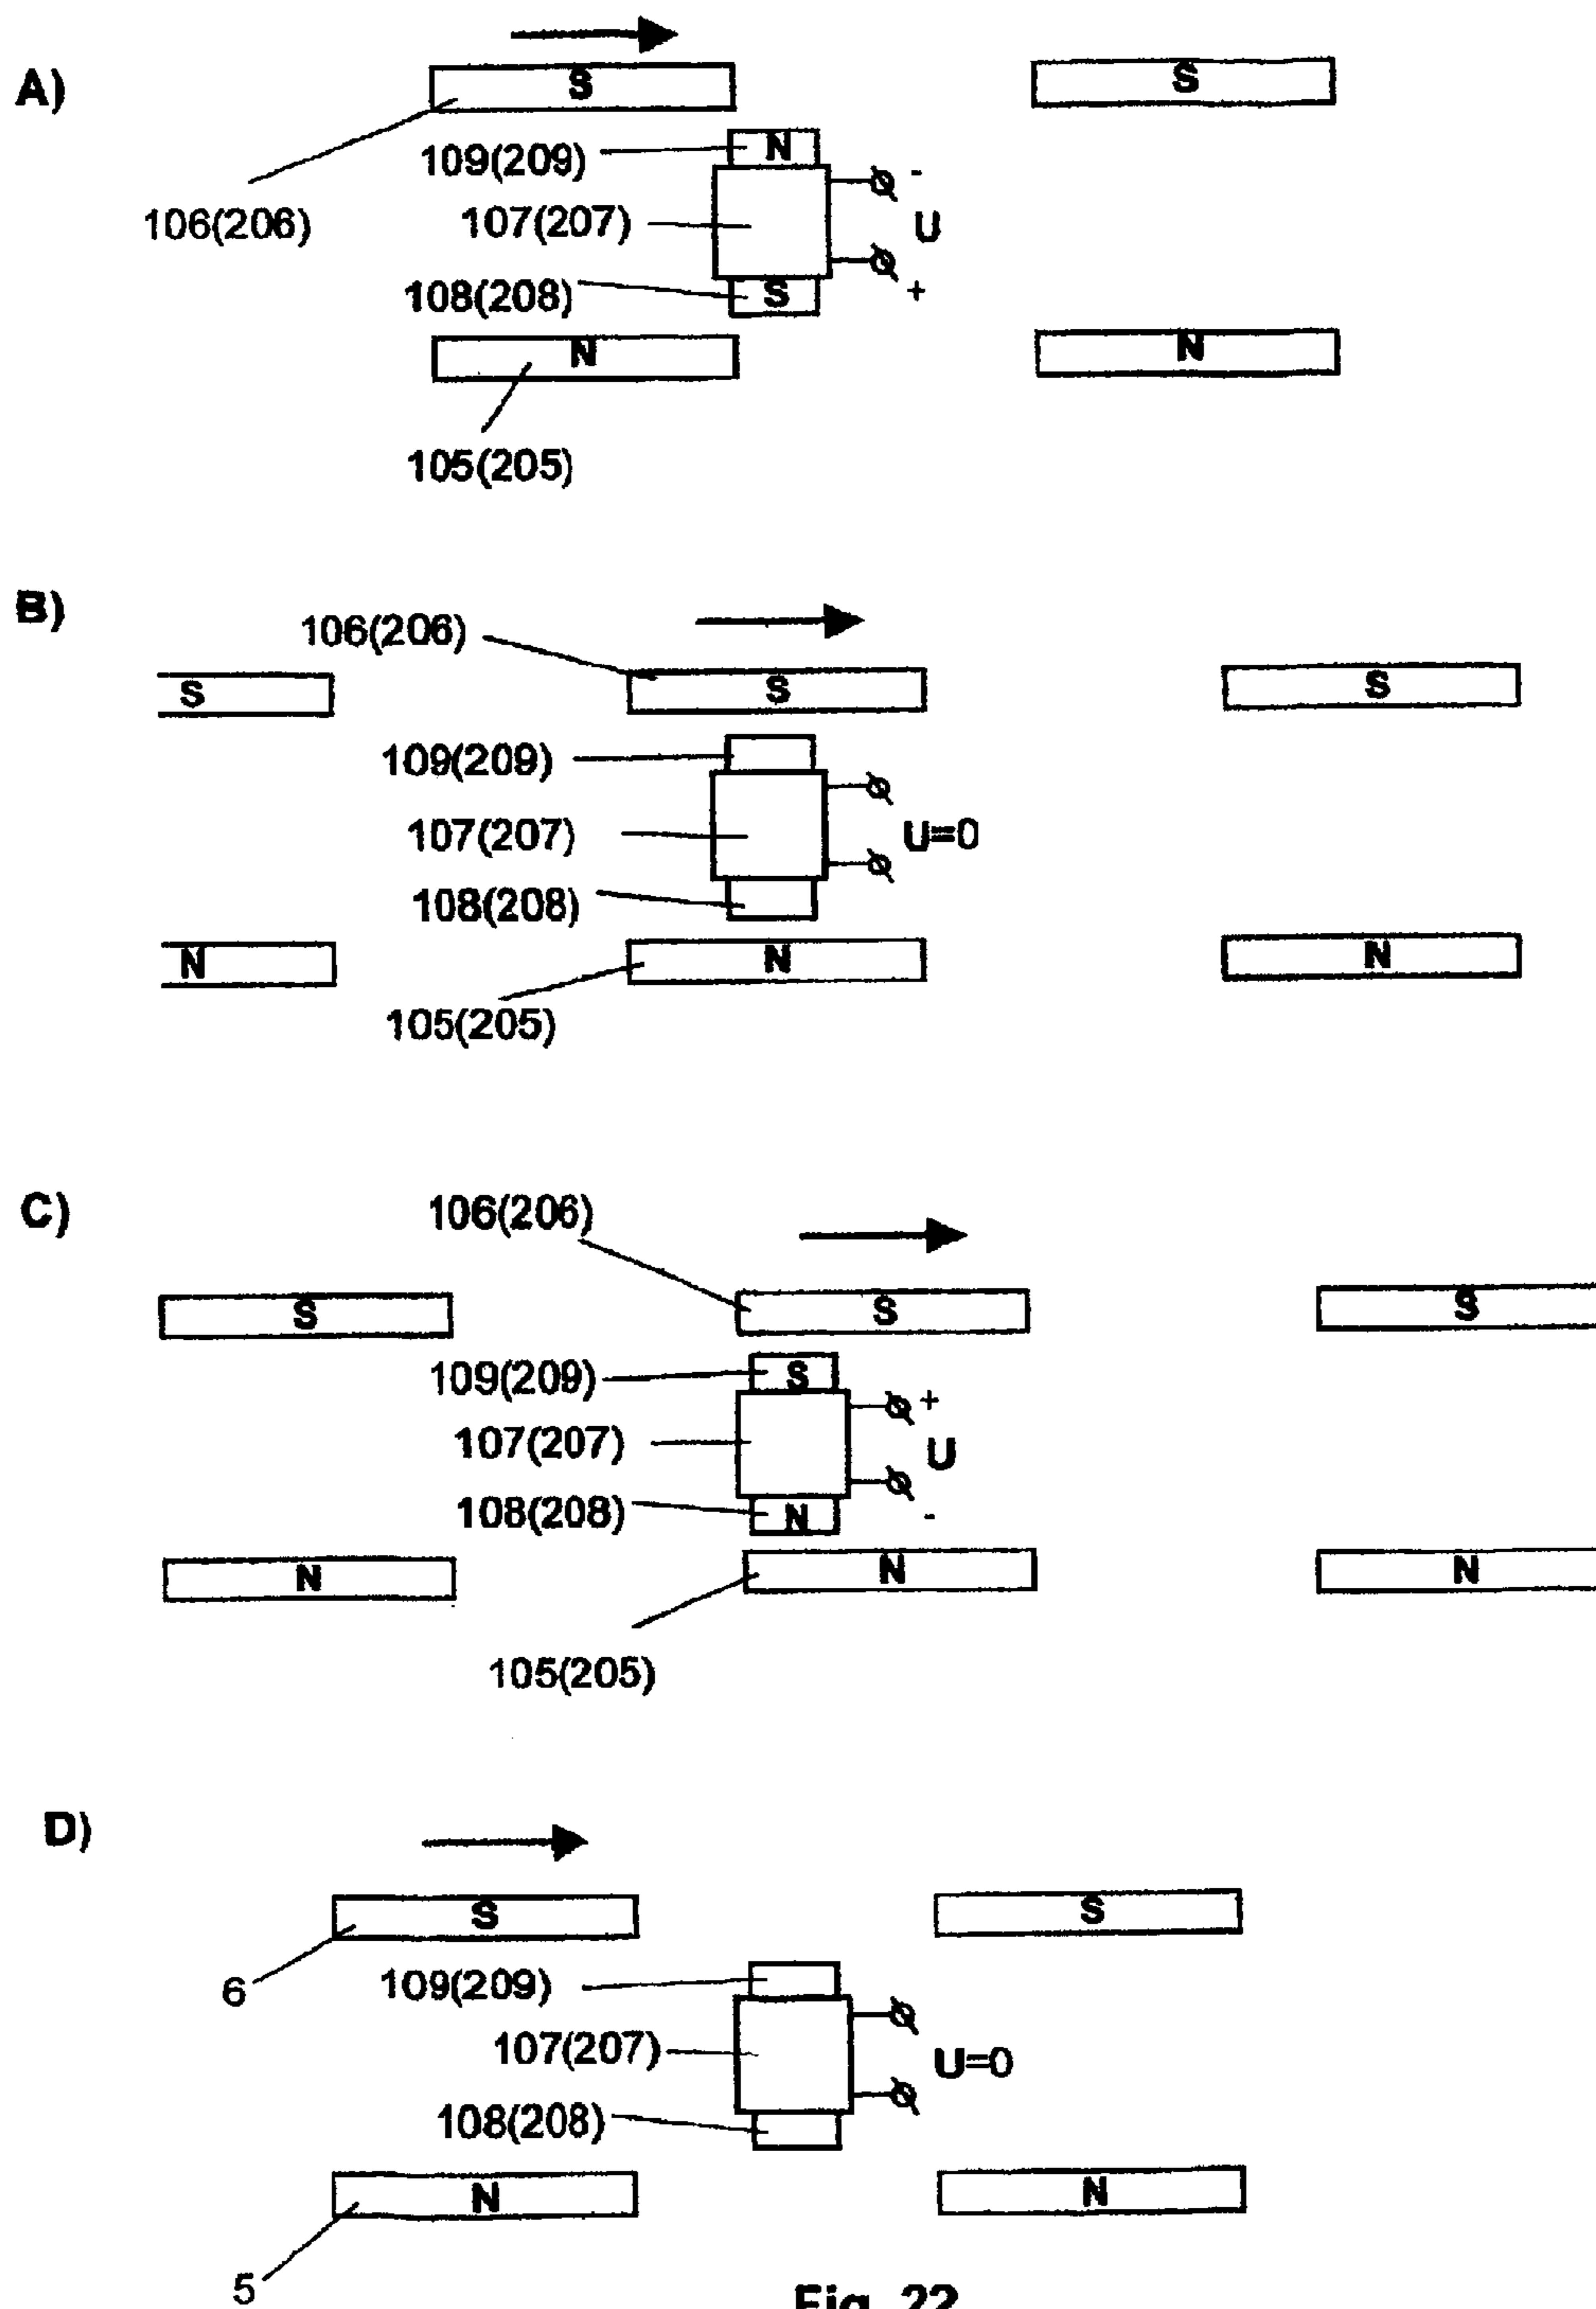 A)
S S
109(209) N -
106(206) 107(207) U
108(208) S +
N N
105(205)
B)
106(206)
S S S
109(209)
107(207) U=0
108(208)
N N N
105(205)
C)
106(206)
S S S
109(209) S +
107(207) U
108(208) N -
N N N
105(205)
D)
S S
6 109(209)
107(207) U=0
108(208)
N N
5
Fig. 22